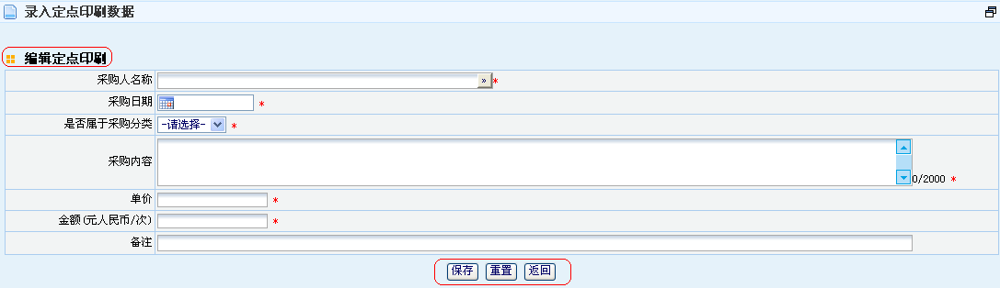 录入定点印刷数据
编辑定点印刷
采购人名称 » *
采购日期 *
是否属于采购分类 -请选择- *
采购内容 0/2000 *
单价 *
金额(元人民币/次) *
备注
保存 重置 返回